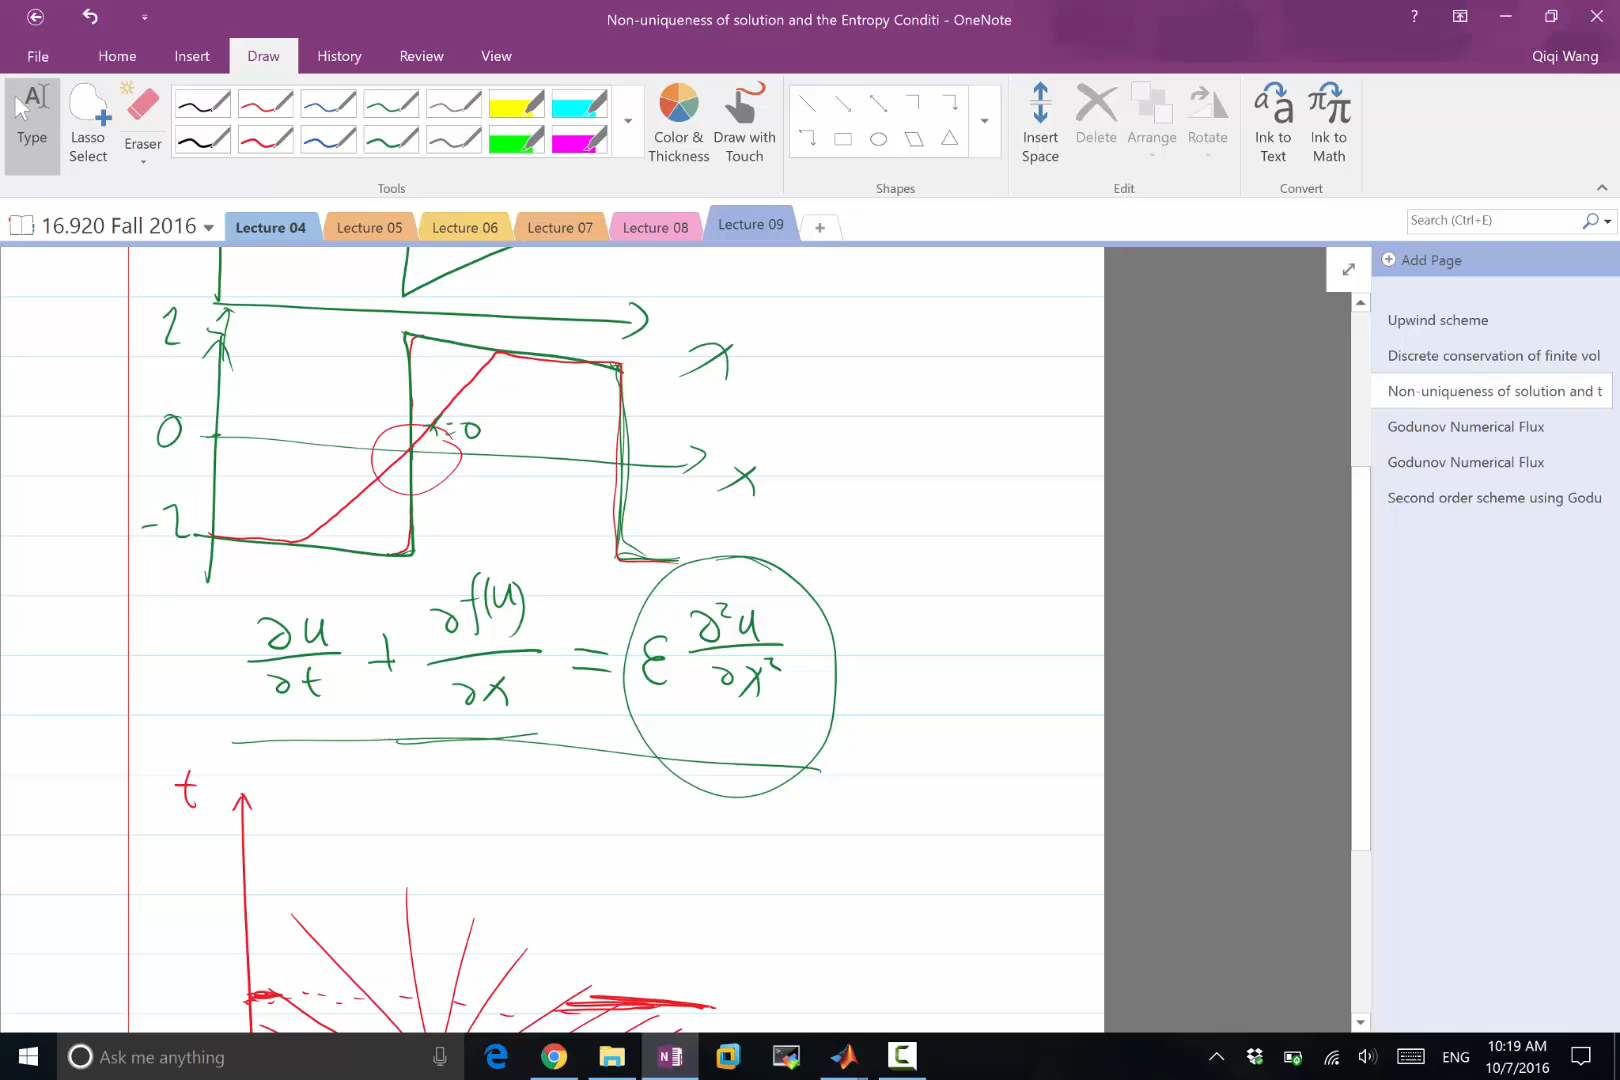 Non-uniqueness of solution and the Entropy Conditi - OneNote
?
File
Home
Insert
Draw
History
Review
View
Qiqi Wang
Type
Lasso Select
Eraser
Color & Thickness
Draw with Touch
Insert Space
Delete
Arrange
Rotate
Ink to Text
Ink to Math
Tools
Shapes
Edit
Convert
16.920 Fall 2016
Lecture 04
Lecture 05
Lecture 06
Lecture 07
Lecture 08
Lecture 09
Search (Ctrl+E)
Add Page
Upwind scheme
Discrete conservation of finite vol
Non-uniqueness of solution and t
Godunov Numerical Flux
Godunov Numerical Flux
Second order scheme using Godu
2
x
0
x=0
x
-2
∂u/∂t + ∂f(u)/∂x = ε ∂²u/∂x²
t
Ask me anything
ENG
10:19 AM
10/7/2016